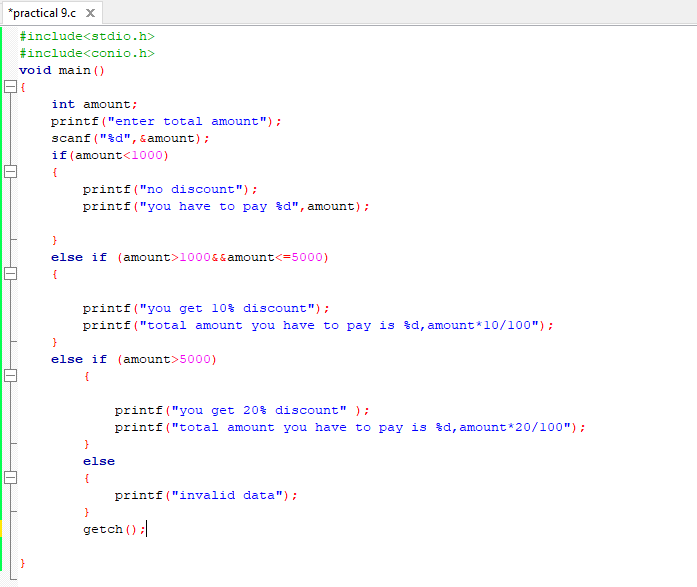 *practical 9.c X
#include<stdio.h>
#include<conio.h>
void main()
{
    int amount;
    printf("enter total amount");
    scanf("%d",&amount);
    if(amount<1000)
    {
        printf("no discount");
        printf("you have to pay %d",amount);

    }
    else if (amount>1000&&amount<=5000)
    {

        printf("you get 10% discount");
        printf("total amount you have to pay is %d,amount*10/100");
    }
    else if (amount>5000)
        {

            printf("you get 20% discount" );
            printf("total amount you have to pay is %d,amount*20/100");
        }
        else
        {
            printf("invalid data");
        }
        getch();

}